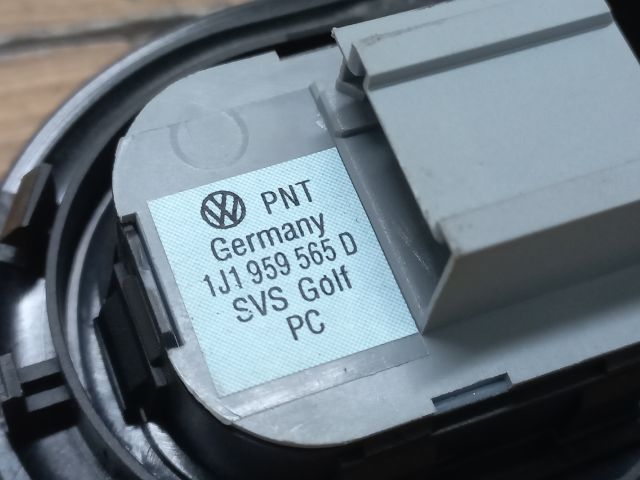 PNT
Germany
1J1 959 565 D
SVS Golf
PC